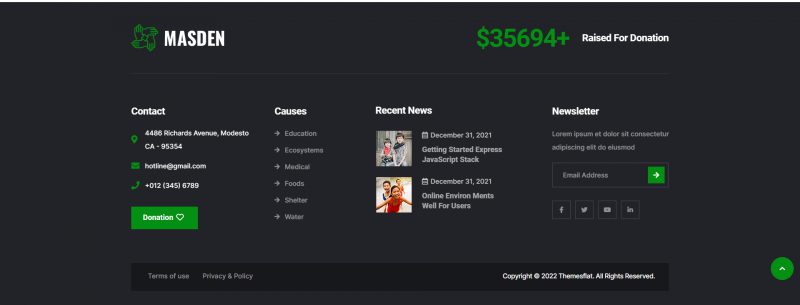 MASDEN
$35694+
Raised For Donation
Contact
4486 Richards Avenue, Modesto
CA - 95354
hotline@gmail.com
+012 (345) 6789
Donation
Causes
Education
Ecosystems
Medical
Foods
Shelter
Water
Recent News
December 31, 2021
Getting Started Express
JavaScript Stack
December 31, 2021
Online Environ Ments
Well For Users
Newsletter
Lorem ipsum et dolor sit consectetur
adipiscing elit do eiusmod
Email Address
Terms of use
Privacy & Policy
Copyright © 2022 Themesflat. All Rights Reserved.